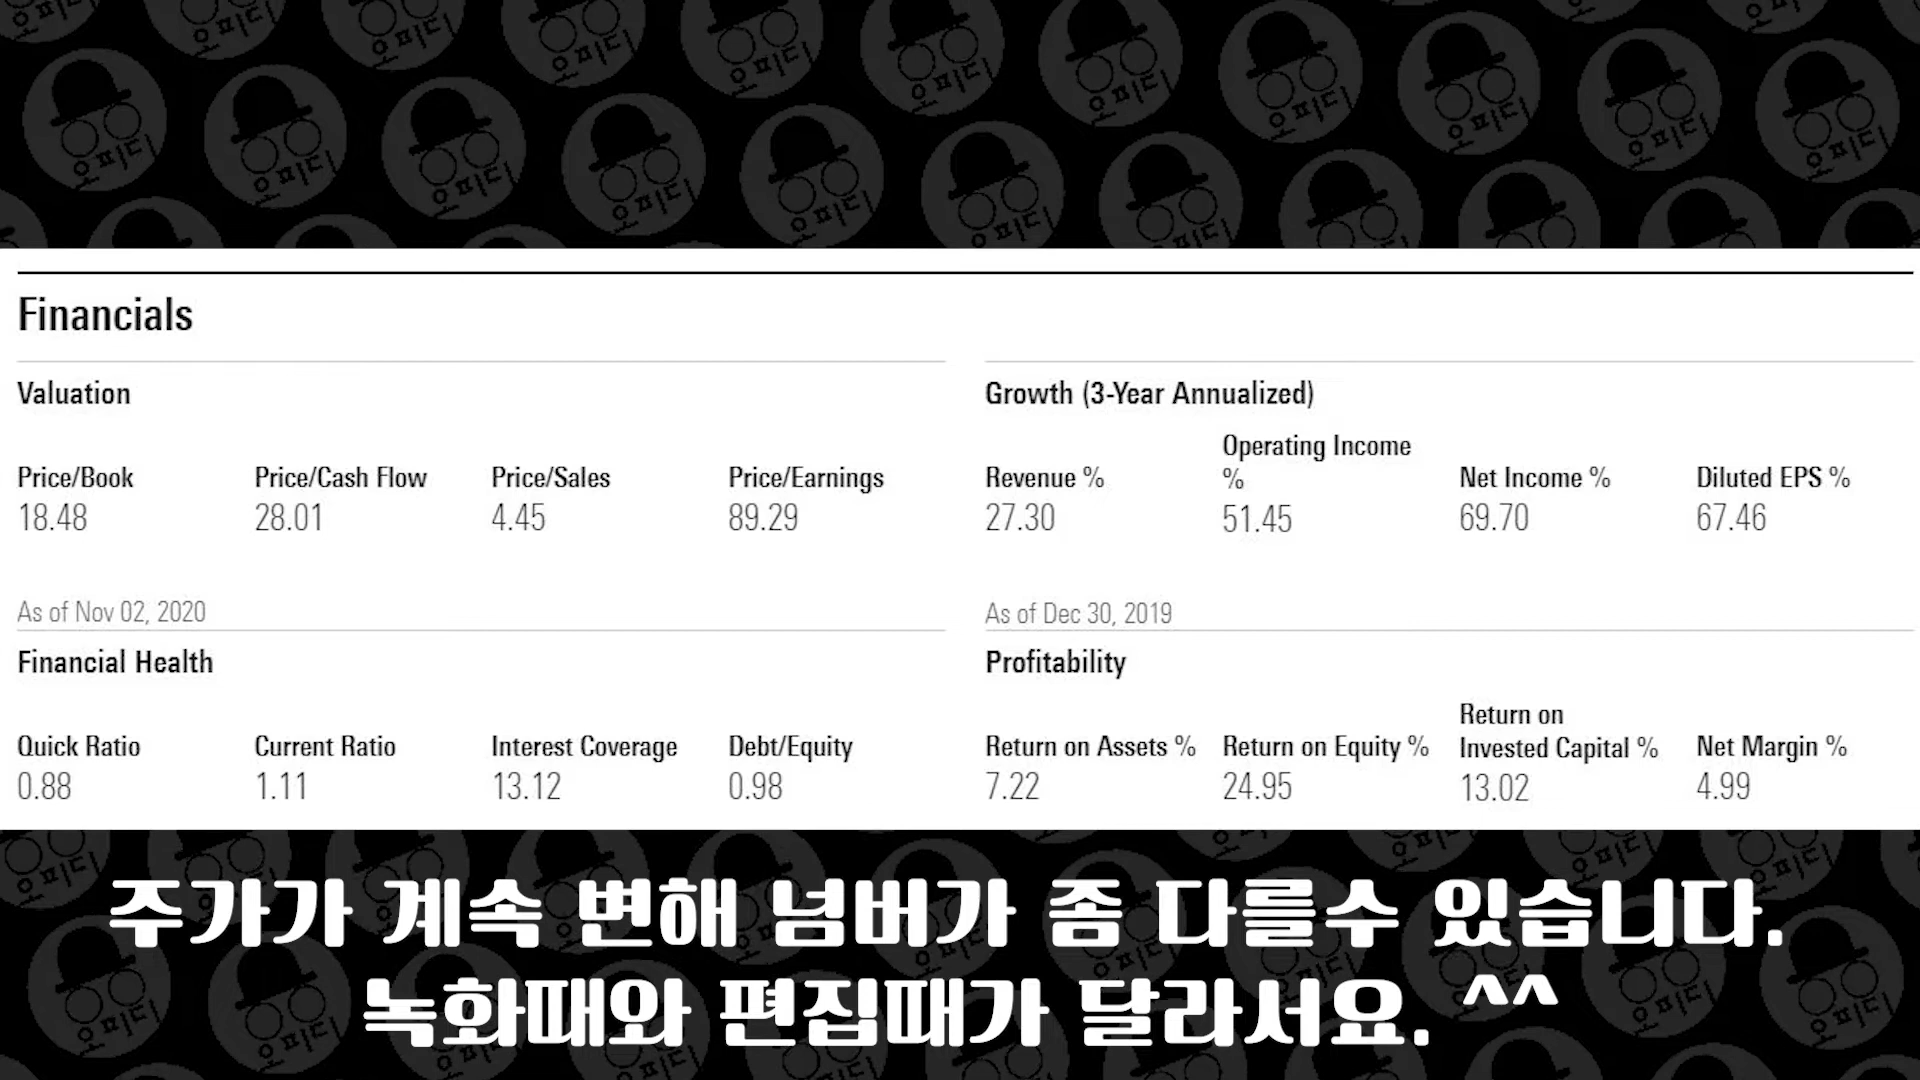 Financials
Valuation
Price/Book
Price/Cash Flow
Price/Sales
Price/Earnings
18.48
28.01
4.45
89.29
As of Nov 02, 2020
Growth (3-Year Annualized)
Revenue %
Operating Income
%
Net Income %
Diluted EPS %
27.30
51.45
69.70
67.46
As of Dec 30, 2019
Financial Health
Quick Ratio
Current Ratio
Interest Coverage
Debt/Equity
0.88
1.11
13.12
0.98
Profitability
Return on Assets %
Return on Equity %
Return on
Invested Capital %
Net Margin %
7.22
24.95
13.02
4.99
주가가 계속 변해 넘버가 좀 다를수 있습니다.
녹화때와 편집때가 달라서요. ^^
오피디